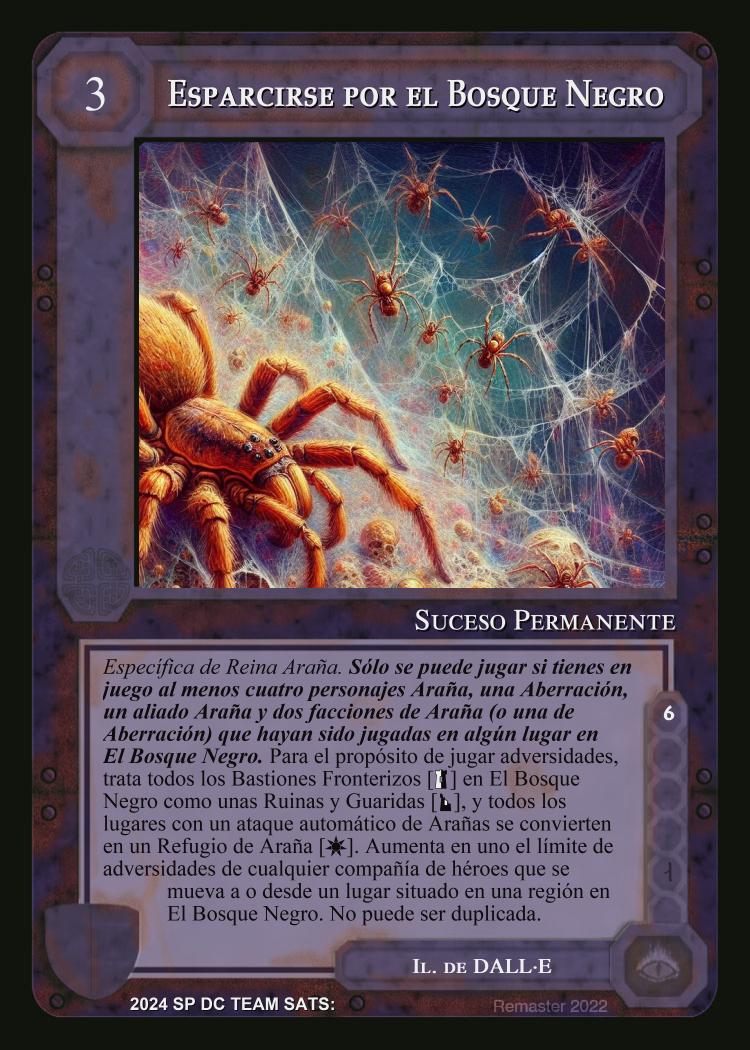 3
Esparcirse por el Bosque Negro
Suceso Permanente
Específica de Reina Araña. Sólo se puede jugar si tienes en
juego al menos cuatro personajes Araña, una Aberración,
un aliado Araña y dos facciones de Araña (o una de
Aberración) que hayan sido jugadas en algún lugar en
El Bosque Negro. Para el propósito de jugar adversidades,
trata todos los Bastiones Fronterizos [] en El Bosque
Negro como unas Ruinas y Guaridas [], y todos los
lugares con un ataque automático de Arañas se convierten
en un Refugio de Araña []. Aumenta en uno el límite de
adversidades de cualquier compañía de héroes que se
mueva a o desde un lugar situado en una región en
El Bosque Negro. No puede ser duplicada.
6
Il. de DALL·E
2024 SP DC TEAM SATS:
Remaster 2022